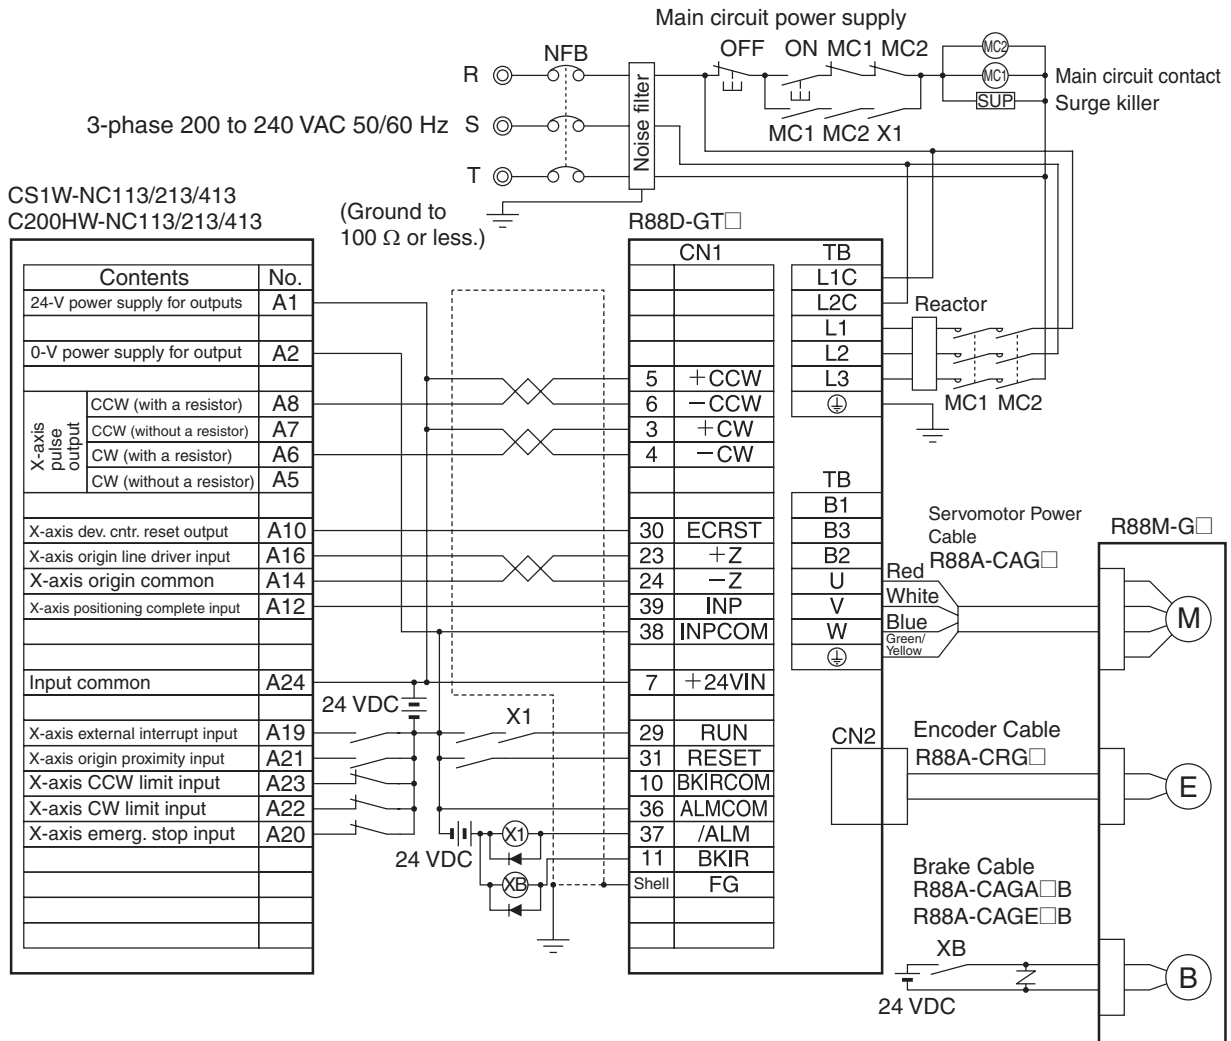 Main circuit power supply
OFF ON MC1 MC2
MC2
NFB
R
MC1
Main circuit contact
SUP
Surge killer
Noise filter
3-phase 200 to 240 VAC 50/60 Hz S
MC1 MC2 X1
T
CS1W-NC113/213/413
C200HW-NC113/213/413
(Ground to
100 Ω or less.)
R88D-GT□
Contents No.
24-V power supply for outputs A1
0-V power supply for output A2
X-axis pulse output
CCW (with a resistor) A8
CCW (without a resistor) A7
CW (with a resistor) A6
CW (without a resistor) A5
X-axis dev. cntr. reset output A10
X-axis origin line driver input A16
X-axis origin common A14
X-axis positioning complete input A12
Input common A24
X-axis external interrupt input A19
X-axis origin proximity input A21
X-axis CCW limit input A23
X-axis CW limit input A22
X-axis emerg. stop input A20
24 VDC
X1
24 VDC
X1
XB
CN1
5 +CCW
6 −CCW
3 +CW
4 −CW
30 ECRST
23 +Z
24 −Z
39 INP
38 INPCOM
7 +24VIN
29 RUN
31 RESET
10 BKIRCOM
36 ALMCOM
37 /ALM
11 BKIR
Shell FG
TB
L1C
L2C
L1
L2
L3
Reactor
MC1 MC2
TB
B1
B3
B2
U
V
W
Red
White
Blue
Green/
Yellow
Servomotor Power
Cable
R88A-CAG□
R88M-G□
M
CN2
Encoder Cable
R88A-CRG□
E
Brake Cable
R88A-CAGA□B
R88A-CAGE□B
XB
24 VDC
B